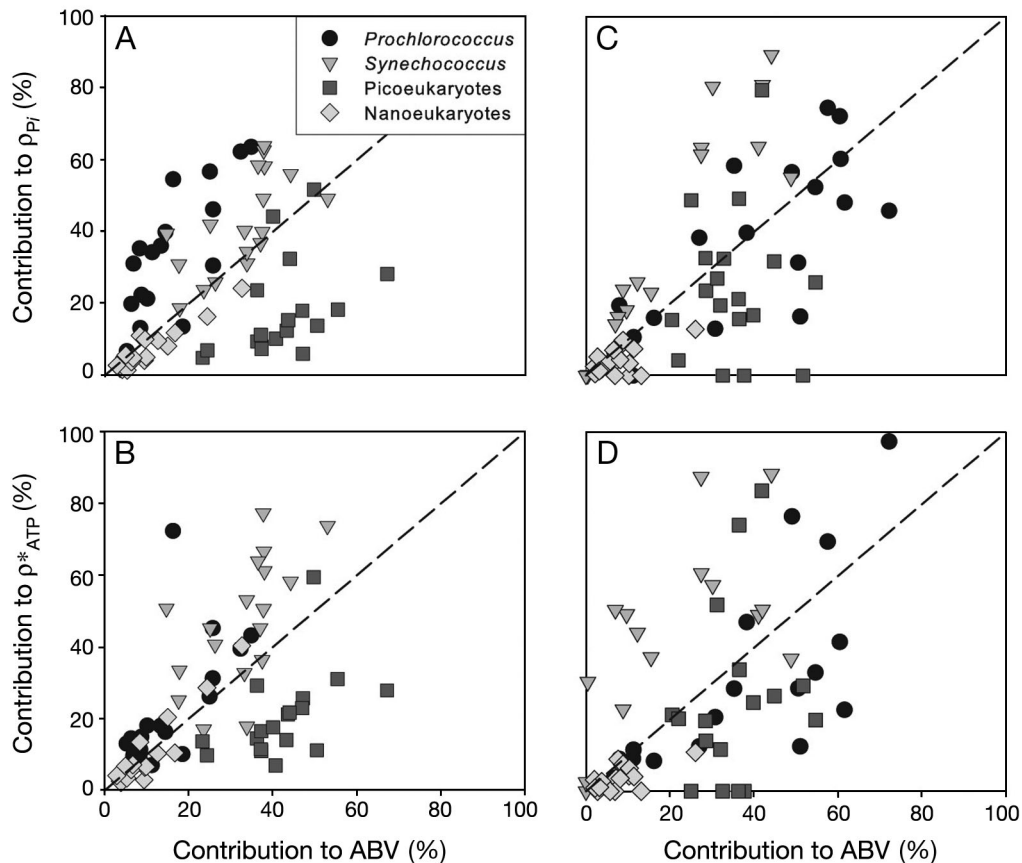 A
Prochlorococcus
Synechococcus
Picoeukaryotes
Nanoeukaryotes
100
80
60
40
20
0
Contribution to ρPi (%)
C
B
100
80
60
40
20
0
Contribution to ρ*ATP (%)
0 20 40 60 80 100
Contribution to ABV (%)
D
0 20 40 60 80 100
Contribution to ABV (%)